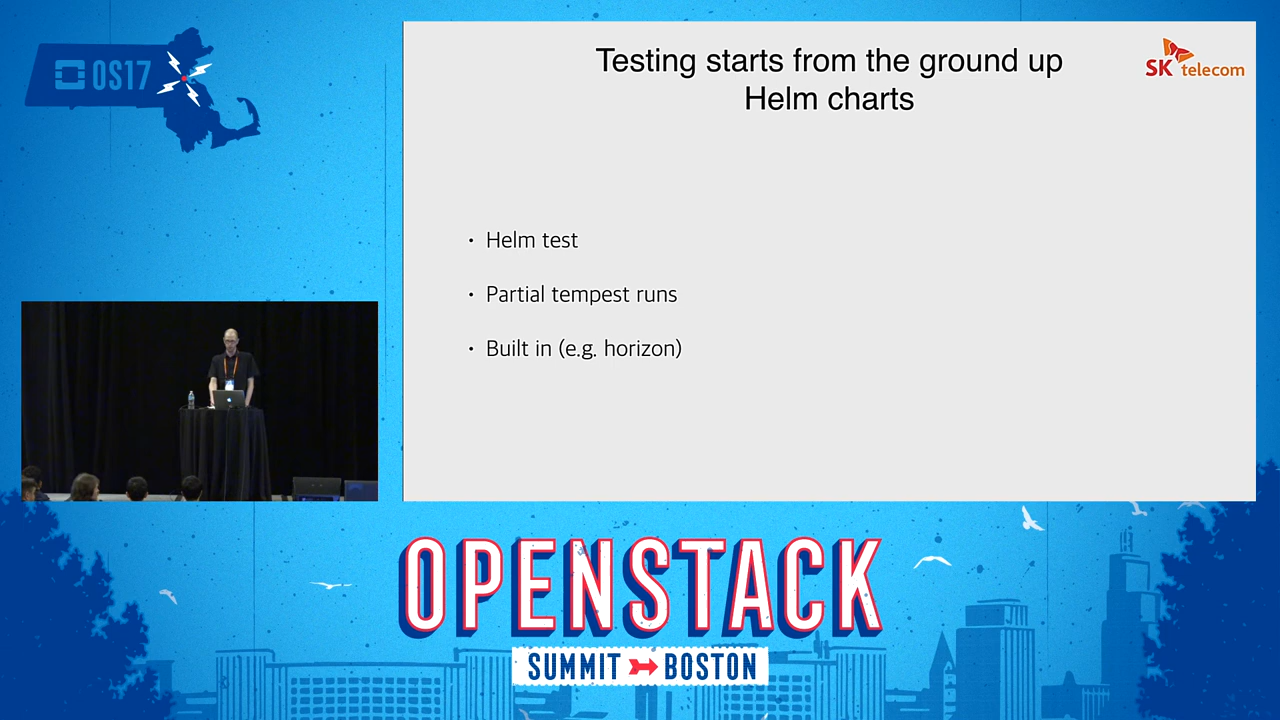 OS17
Testing starts from the ground up
Helm charts
SK telecom
• Helm test
• Partial tempest runs
• Built in (e.g. horizon)
OPENSTACK
SUMMIT BOSTON